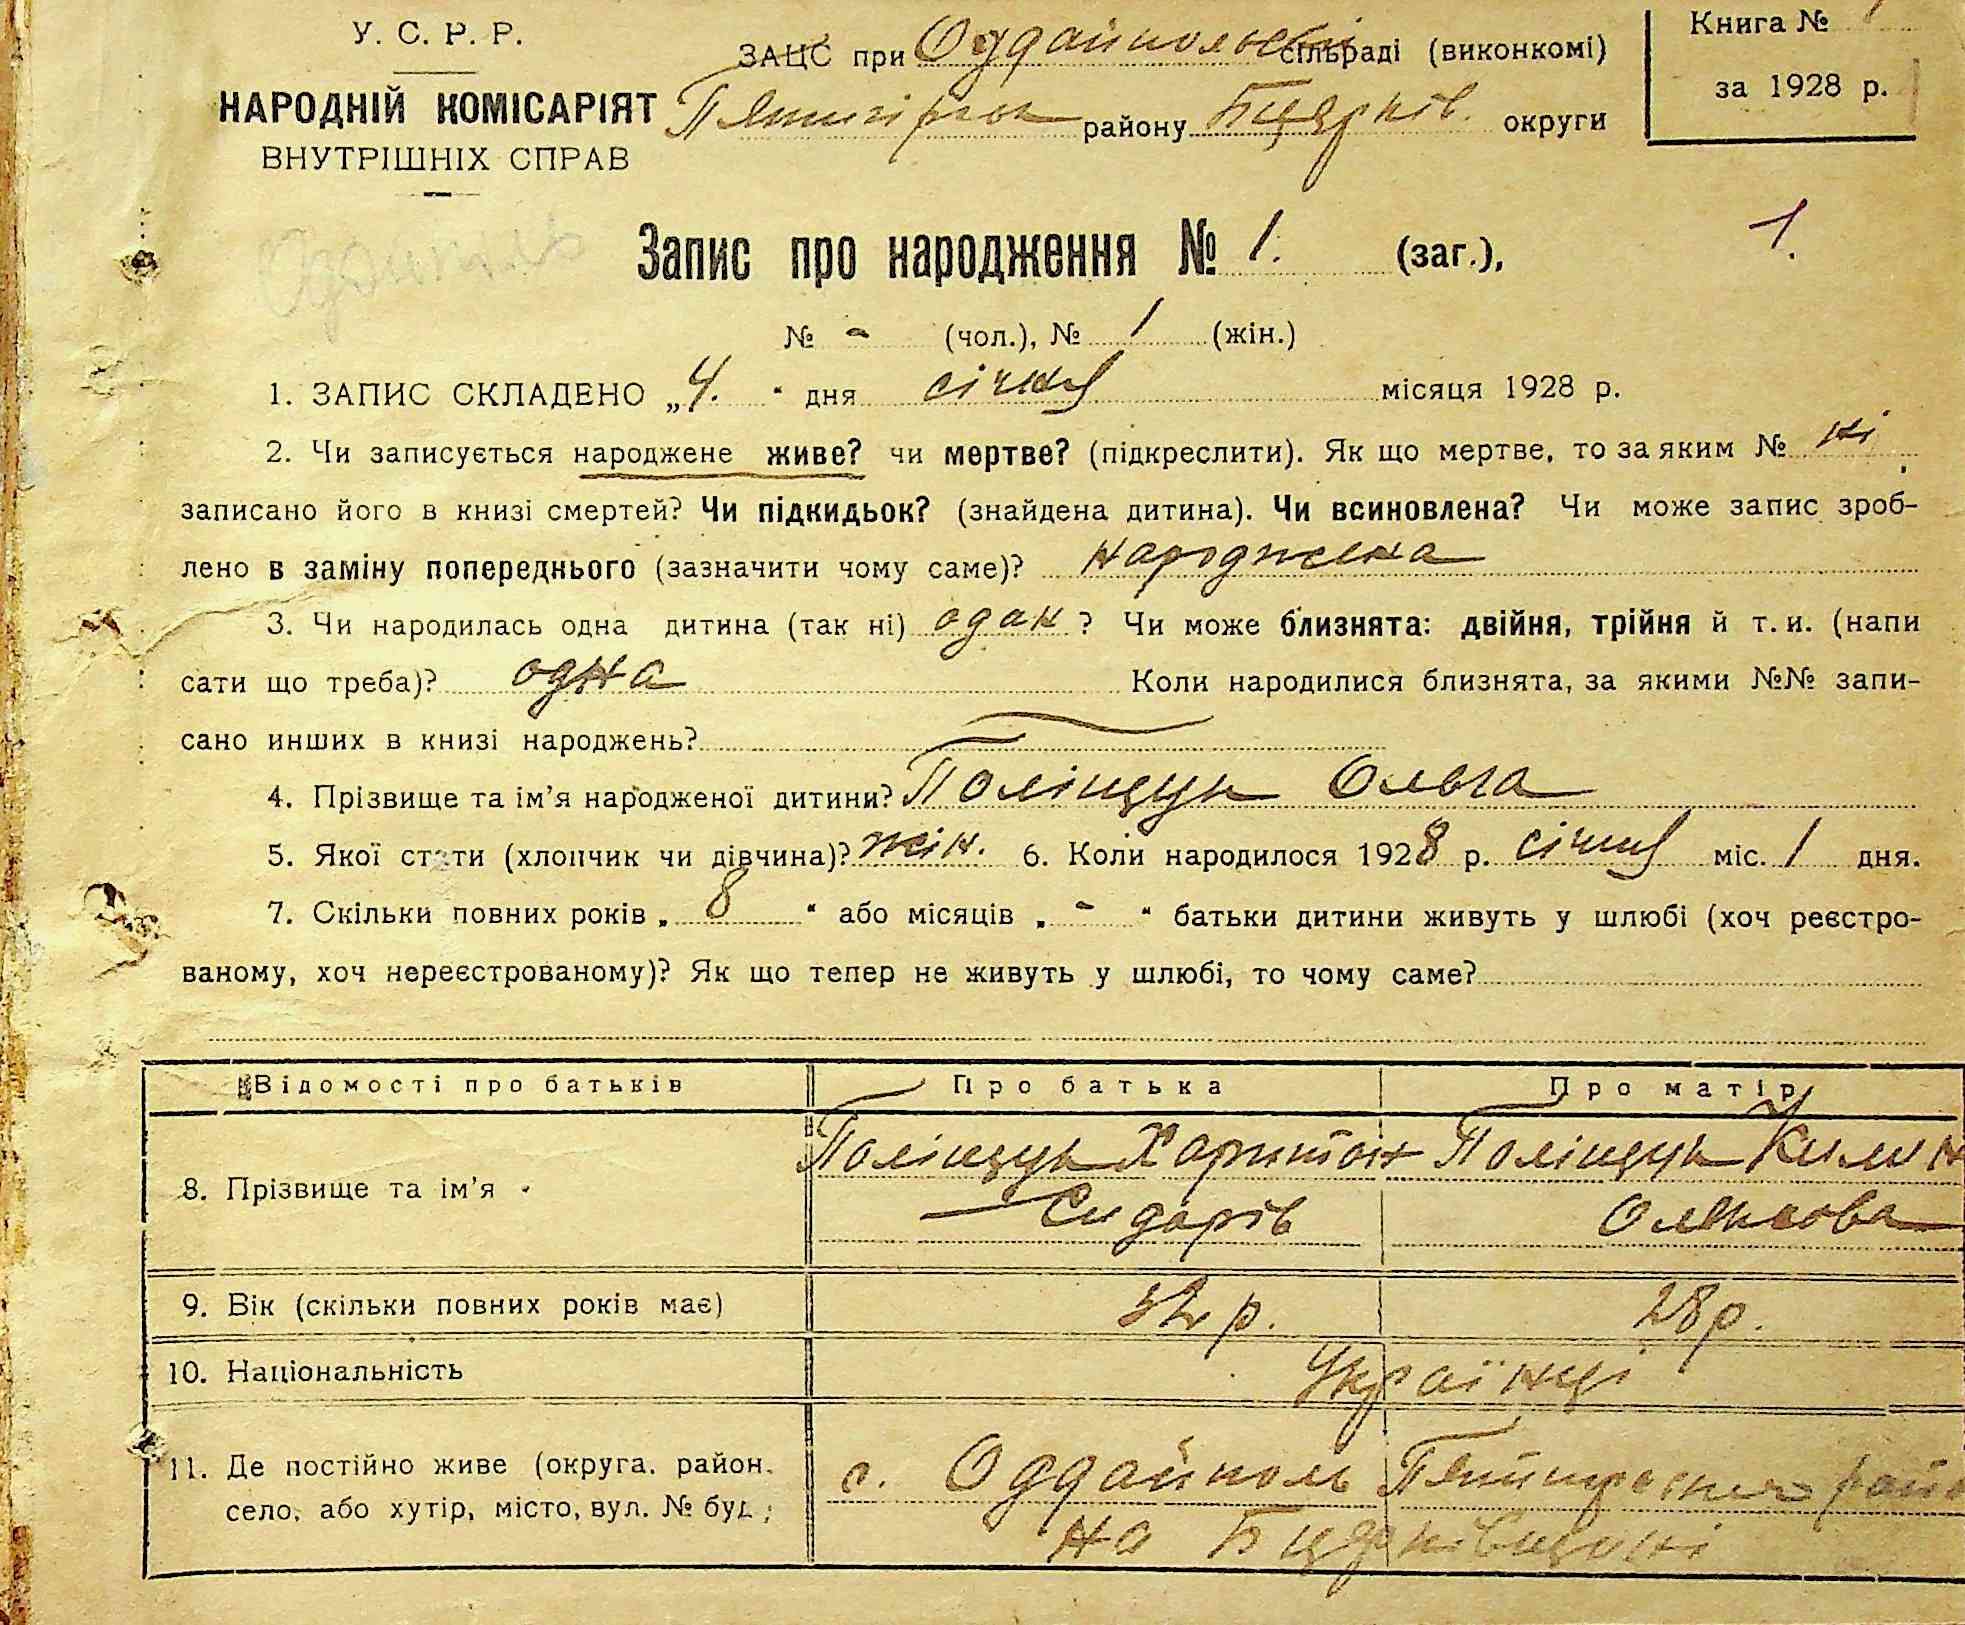 У. С. Р. Р.
НАРОДНІЙ КОМІСАРІЯТ
ВНУТРІШНІХ СПРАВ
ЗАЦС при Оддайпольській сільраді (виконкомі)
району Бцерків. округи
Книга №
за 1928 р.
1.
Запис про народження № 1. (заг.),
№ - (чол.), № 1 (жін.)
1. ЗАПИС СКЛАДЕНО „4." дня січня місяця 1928 р.
2. Чи записується народжене живе? чи мертве? (підкреслити). Як що мертве, то за яким № ні
записано його в книзі смертей? Чи підкидьок? (знайдена дитина). Чи всиновлена? Чи може запис зроб-
лено в заміну попереднього (зазначити чому саме)? народжена
3. Чи народилась одна дитина (так ні) ? Чи може близнята: двійня, трійня й т. и. (напи
сати що треба)? одна Коли народилися близнята, за якими №№ запи-
сано инших в книзі народжень?
4. Прізвище та ім'я народженої дитини? Поліщук Ольга
5. Якої стати (хлопчик чи дівчина)? жін. 6. Коли народилося 1928 р. січня міс. 1 дня.
7. Скільки повних років „ 8 " або місяців „ - " батьки дитини живуть у шлюбі (хоч реєстро-
ваному, хоч нереєстрованому)? Як що тепер не живуть у шлюбі, то чому саме?
Відомості про батьків Про батька Про матір
8. Прізвище та ім'я Поліщук Харитон Поліщук
Сидорів Олексова
9. Вік (скільки повних років має) 32 р. 28 р.
10. Національність Українці
11. Де постійно живе (округа, район, с. Оддайполь
село, або хутір, місто, вул. № буд.; на Бцерківщині